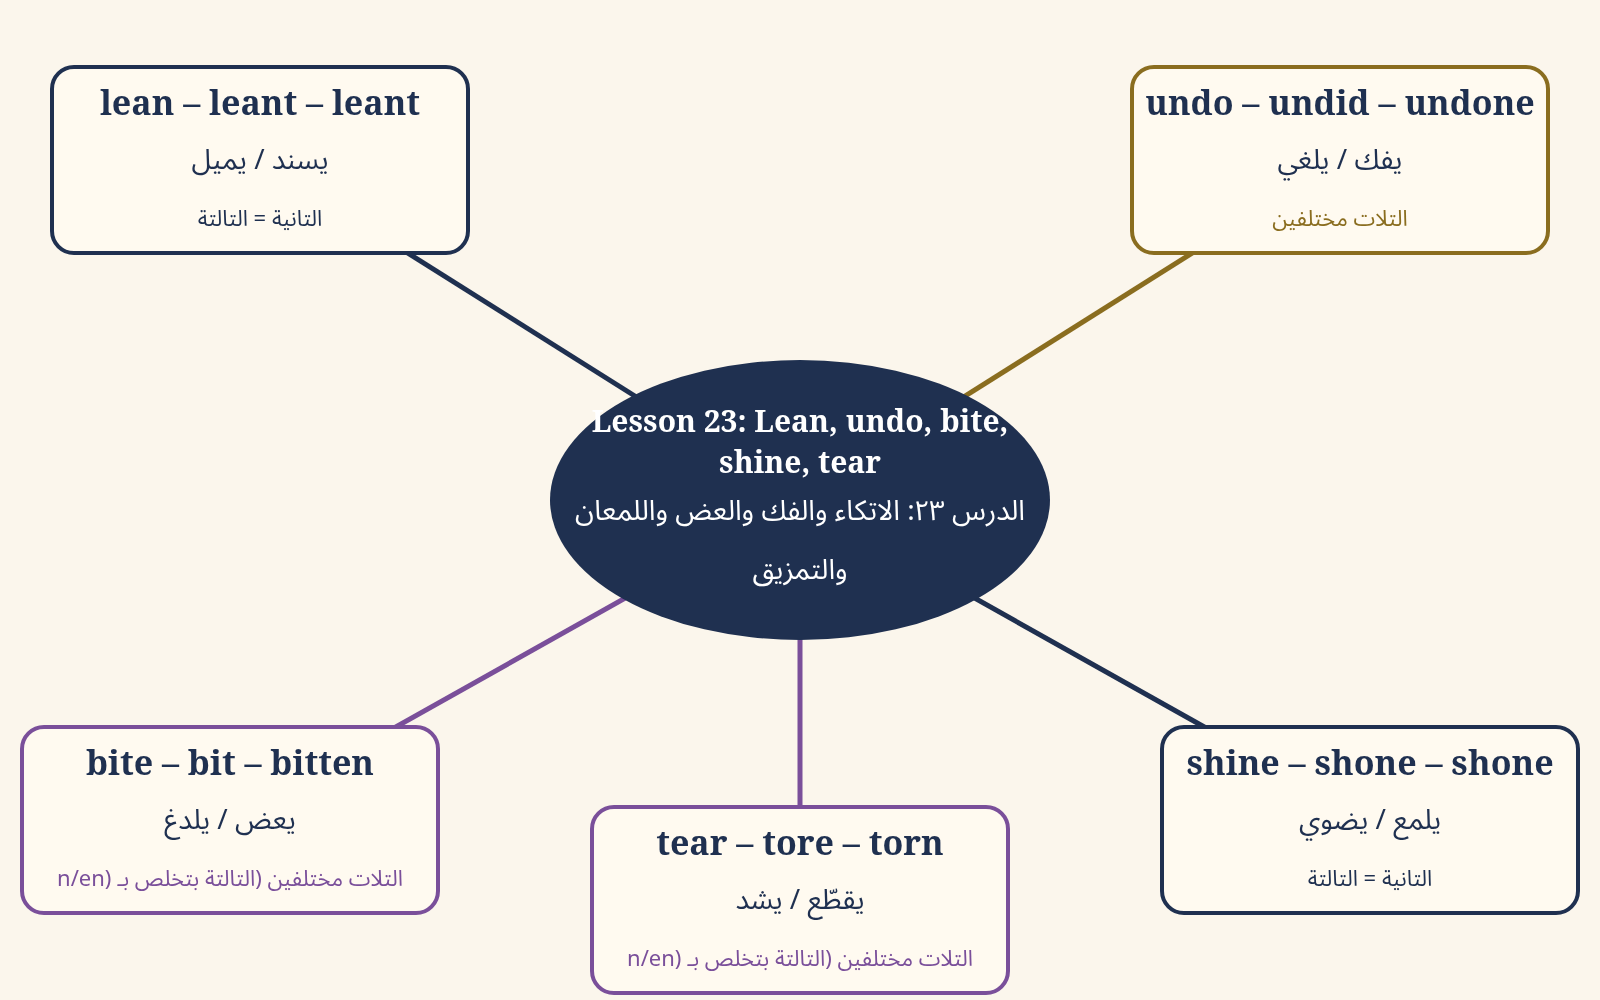 lean – leant – leant
يسند / يميل
التانية = التالتة
undo – undid – undone
يفك / يلغي
التلات مختلفين
Lesson 23: Lean, undo, bite,
shine, tear
الدرس ٢٣: الاتكاء والفك والعض واللمعان
والتمزيق
bite – bit – bitten
يعض / يلدغ
التلات مختلفين (التالتة بتخلص بـ n/en)
tear – tore – torn
يقطّع / يشد
التلات مختلفين (التالتة بتخلص بـ n/en)
shine – shone – shone
يلمع / يضوي
التانية = التالتة